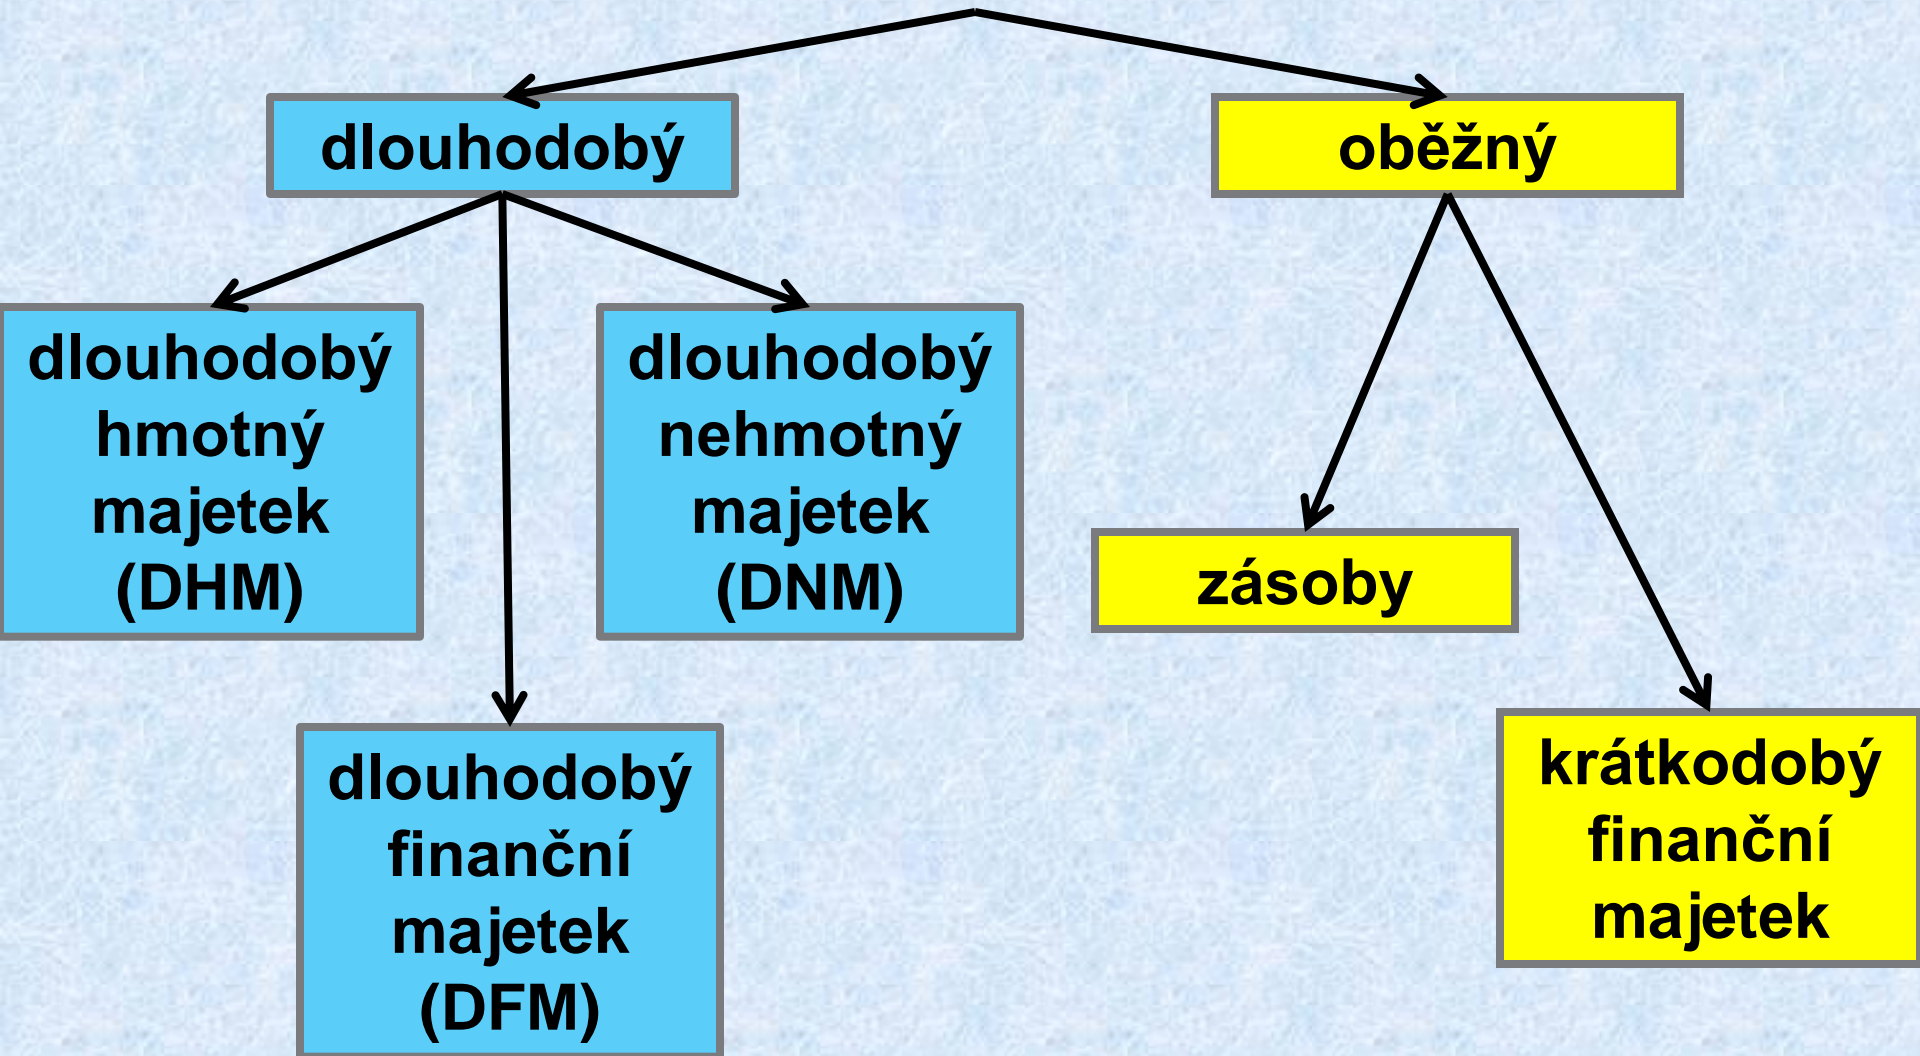 dlouhodobý
oběžný
dlouhodobý
hmotný
majetek
(DHM)
dlouhodobý
nehmotný
majetek
(DNM)
zásoby
dlouhodobý
finanční
majetek
(DFM)
krátkodobý
finanční
majetek